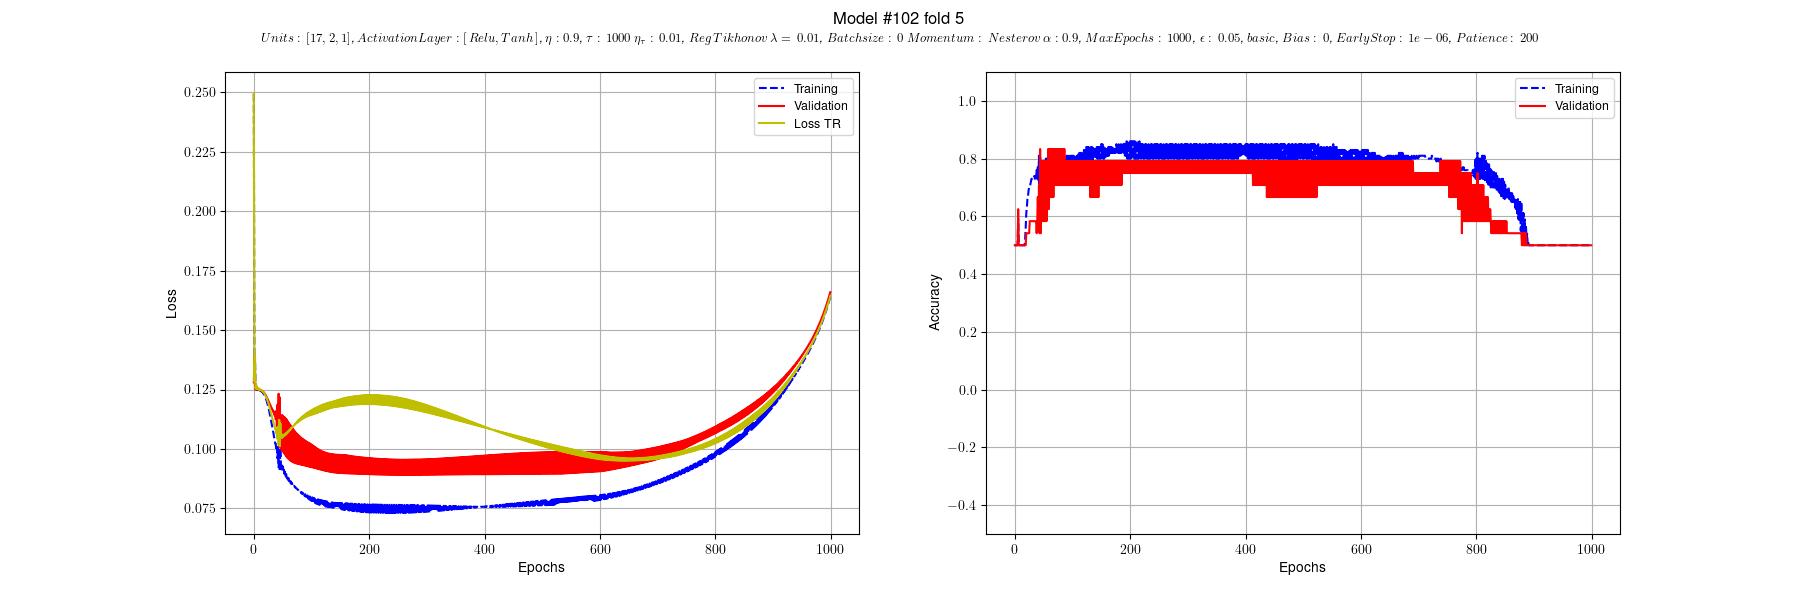 Model #102 fold 5
Units : [17, 2, 1], ActivationLayer : [ Relu, Tanh], η : 0.9, τ : 1000 η_τ : 0.01, Reg Tikhonov λ = 0.01, Batchsize : 0 Momentum : Nesterov α : 0.9, MaxEpochs : 1000, ϵ : 0.05, basic, Bias : 0, EarlyStop : 1e − 06, Patience : 200
Training
Validation
Loss TR
0.250
0.225
0.200
0.175
0.150
0.125
0.100
0.075
Loss
0 200 400 600 800 1000
Epochs
Training
Validation
1.0
0.8
0.6
0.4
0.2
0.0
−0.2
−0.4
Accuracy
0 200 400 600 800 1000
Epochs